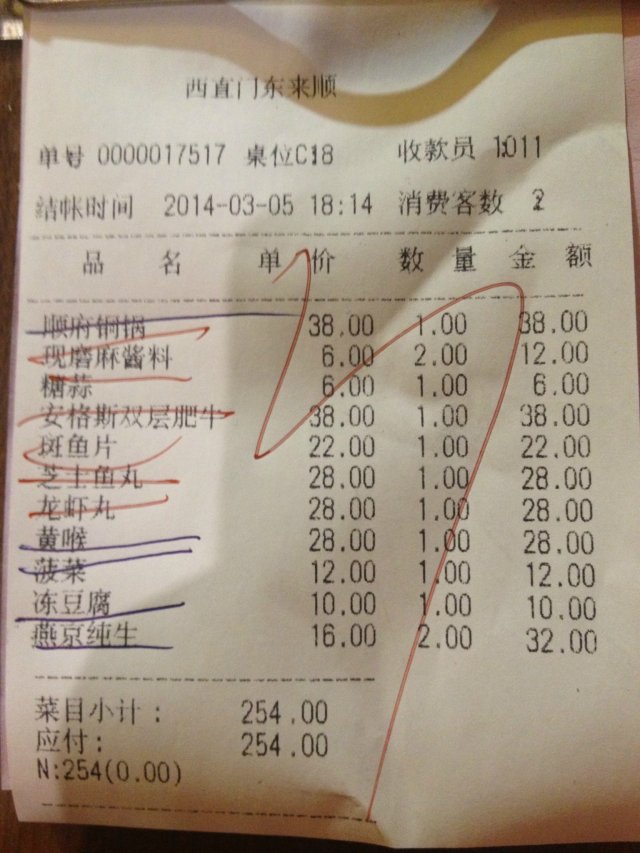 西直门东来顺
单号 0000017517 桌位C18 收款员 1011
结帐时间 2014-03-05 18:14 消费客数 2
品 名 单 价 数 量 金 额
顺府铜锅 38.00 1.00 38.00
现磨麻酱料 6.00 2.00 12.00
糖蒜 6.00 1.00 6.00
安格斯双层肥牛 38.00 1.00 38.00
斑鱼片 22.00 1.00 22.00
芝士鱼丸 28.00 1.00 28.00
龙虾丸 28.00 1.00 28.00
黄喉 28.00 1.00 28.00
菠菜 12.00 1.00 12.00
冻豆腐 10.00 1.00 10.00
燕京纯生 16.00 2.00 32.00
菜目小计： 254.00
应付： 254.00
N:254(0.00)